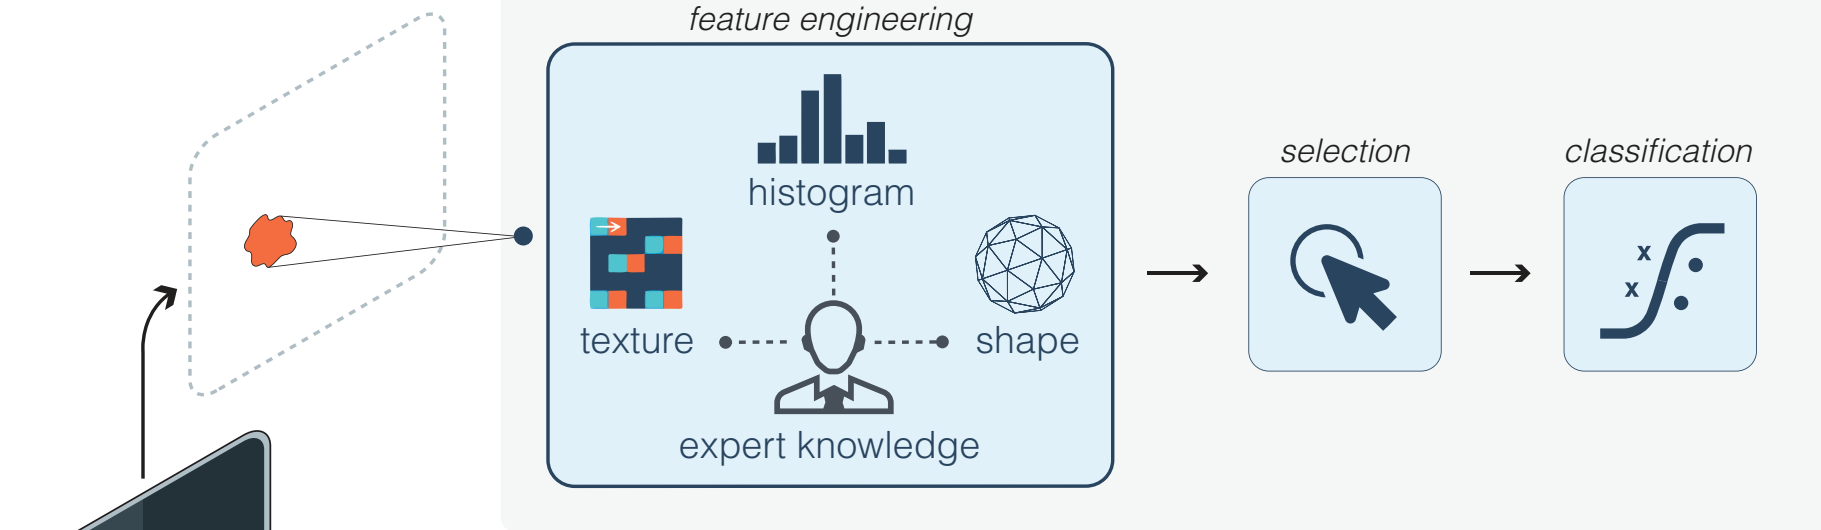 feature engineering
histogram
texture
shape
expert knowledge
selection
classification
x
x